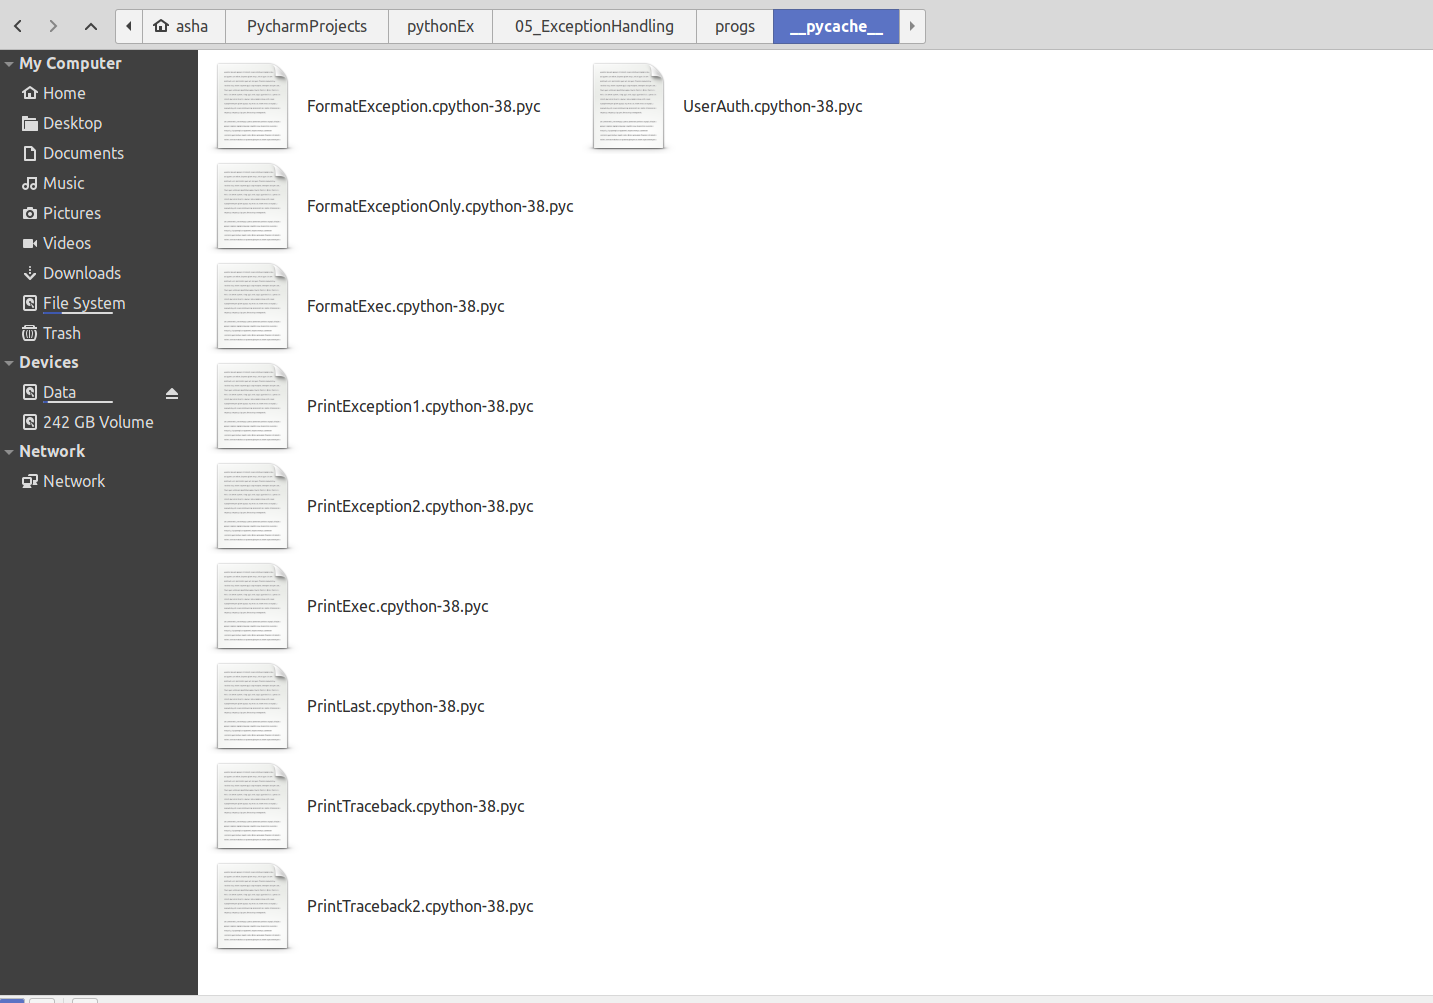 asha PycharmProjects pythonEx 05_ExceptionHandling progs __pycache__
My Computer
Home
Desktop
Documents
Music
Pictures
Videos
Downloads
File System
Trash
Devices
Data
242 GB Volume
Network
Network
FormatException.cpython-38.pyc
FormatExceptionOnly.cpython-38.pyc
FormatExec.cpython-38.pyc
PrintException1.cpython-38.pyc
PrintException2.cpython-38.pyc
PrintExec.cpython-38.pyc
PrintLast.cpython-38.pyc
PrintTraceback.cpython-38.pyc
PrintTraceback2.cpython-38.pyc
UserAuth.cpython-38.pyc